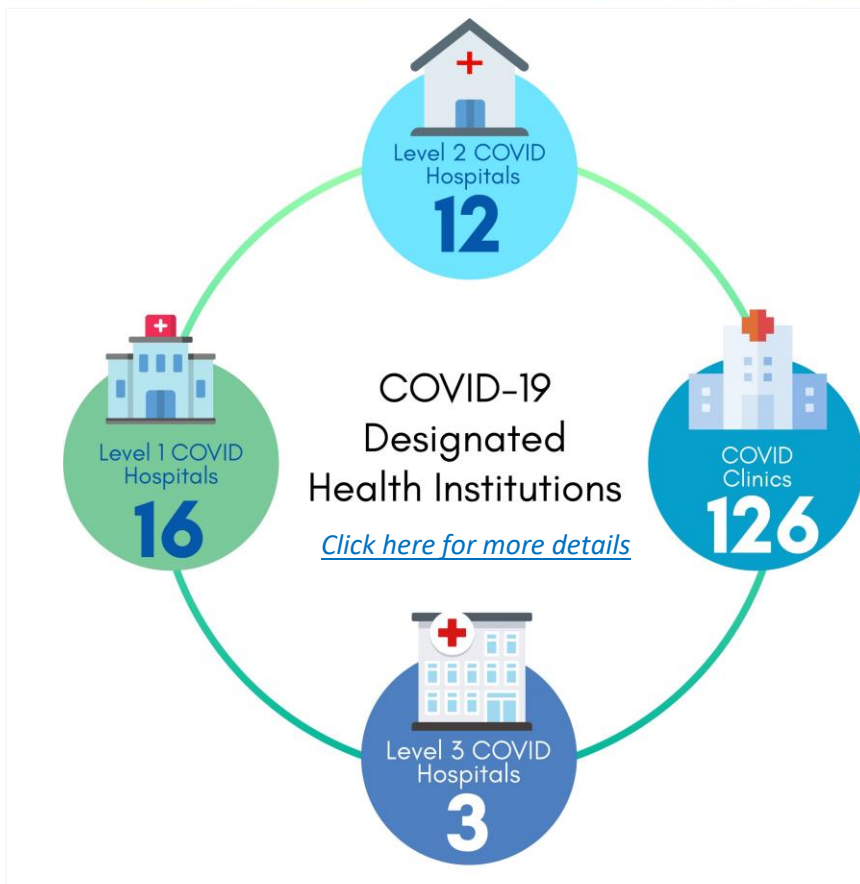 Level 2 COVID
Hospitals
12
Level 1 COVID
Hospitals
16
COVID-19
Designated
Health Institutions
Click here for more details
COVID
Clinics
126
Level 3 COVID
Hospitals
3